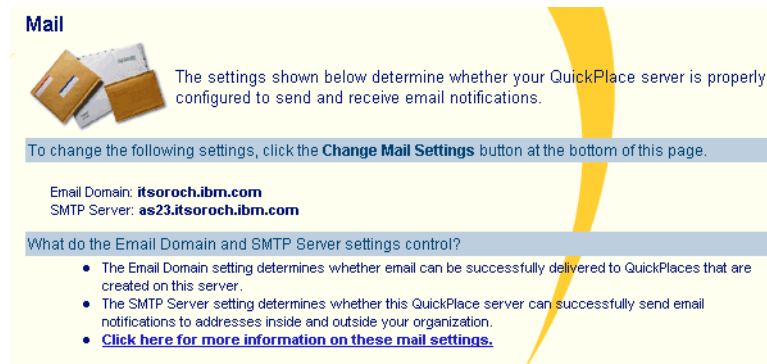 Mail
The settings shown below determine whether your QuickPlace server is properly
configured to send and receive email notifications.
To change the following settings, click the Change Mail Settings button at the bottom of this page.
Email Domain: itsoroch.ibm.com
SMTP Server: as23.itsoroch.ibm.com
What do the Email Domain and SMTP Server settings control?
● The Email Domain setting determines whether email can be successfully delivered to QuickPlaces that are
created on this server.
● The SMTP Server setting determines whether this QuickPlace server can successfully send email
notifications to addresses inside and outside your organization.
● Click here for more information on these mail settings.